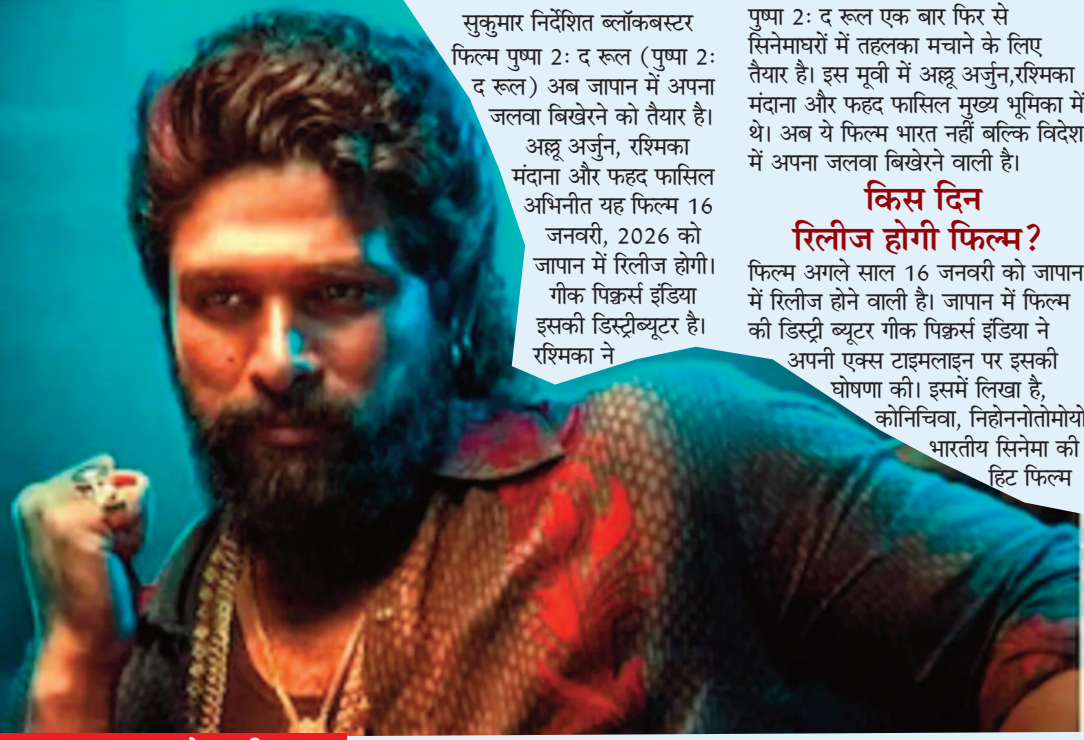 सुकुमार निर्देशित ब्लॉकबस्टर
फिल्म पुष्पा 2ः द रूल (पुष्पा 2ः
द रूल) अब जापान में अपना
जलवा बिखेरने को तैयार है।
अल्लू अर्जुन, रश्मिका
मंदाना और फहद फासिल
अभिनीत यह फिल्म 16
जनवरी, 2026 को
जापान में रिलीज होगी।
गीक पिक्चर्स इंडिया
इसकी डिस्ट्रीब्यूटर है।
रश्मिका ने
पुष्पा 2ः द रूल एक बार फिर से
सिनेमाघरों में तहलका मचाने के लिए
तैयार है। इस मूवी में अल्लू अर्जुन,रश्मिका
मंदाना और फहद फासिल मुख्य भूमिका में
थे। अब ये फिल्म भारत नहीं बल्कि विदेश
में अपना जलवा बिखेरने वाली है।
किस दिन
रिलीज होगी फिल्म?
फिल्म अगले साल 16 जनवरी को जापान
में रिलीज होने वाली है। जापान में फिल्म
की डिस्ट्री ब्यूटर गीक पिक्चर्स इंडिया ने
अपनी एक्स टाइमलाइन पर इसकी
घोषणा की। इसमें लिखा है,
कोनिचिवा, निहोननोतोमोयो
भारतीय सिनेमा की
हिट फिल्म